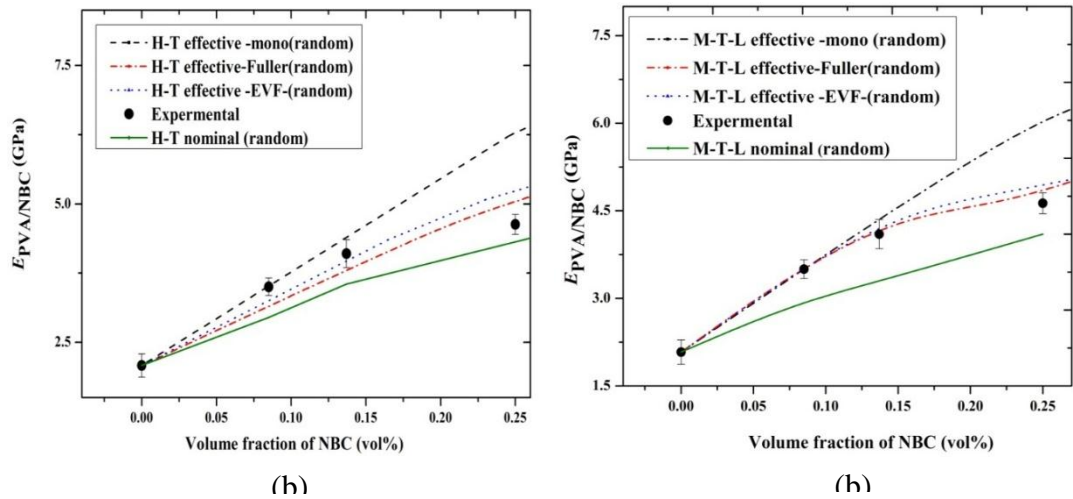 H-T effective -mono(random)
H-T effective-Fuller(random)
H-T effective -EVF-(random)
Expermental
H-T nominal (random)
7.5
5.0
2.5
EPVA/NBC (GPa)
0.00 0.05 0.10 0.15 0.20 0.25
Volume fraction of NBC (vol%)
(b)
M-T-L effective -mono (random)
M-T-L effective-Fuller(random)
M-T-L effective -EVF-(random)
Expermental
M-T-L nominal (random)
7.5
6.0
4.5
3.0
1.5
EPVA/NBC (GPa)
0.00 0.05 0.10 0.15 0.20 0.25
Volume fraction of NBC (vol%)
(b)